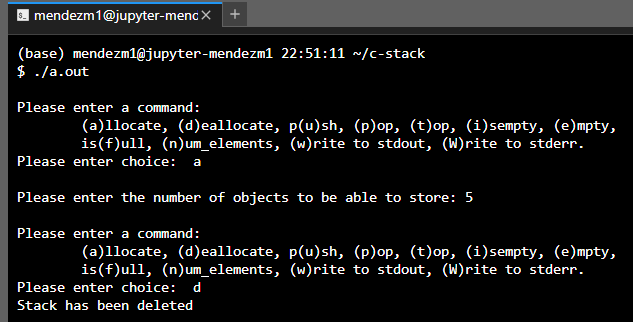 mendezm1@jupyter-mend
(base) mendezm1@jupyter-mendezm1 22:51:11 ~/c-stack
$ ./a.out
Please enter a command:
(a)llocate, (d)eallocate, p(u)sh, (p)op, (t)op, (i)sempty, (e)mpty,
is(f)ull, (n)um_elements, (w)rite to stdout, (W)rite to stderr.
Please enter choice:  a
Please enter the number of objects to be able to store: 5
Please enter a command:
(a)llocate, (d)eallocate, p(u)sh, (p)op, (t)op, (i)sempty, (e)mpty,
is(f)ull, (n)um_elements, (w)rite to stdout, (W)rite to stderr.
Please enter choice:  d
Stack has been deleted